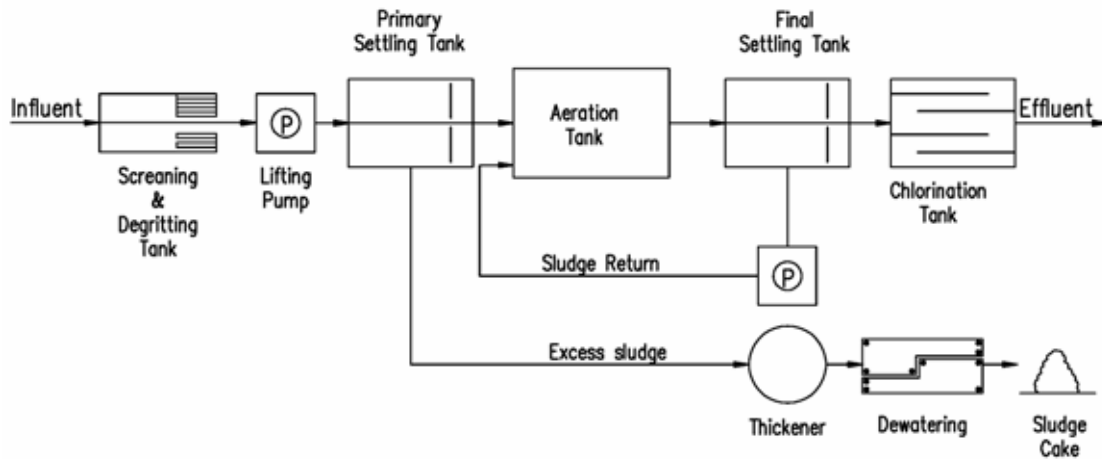 Primary
Settling Tank
Final
Settling Tank
Influent
P
Aeration
Tank
Effluent
Screaning
&
Degritting
Tank
Lifting
Pump
Chlorination
Tank
Sludge Return
P
Excess sludge
Thickener
Dewatering
Sludge
Cake